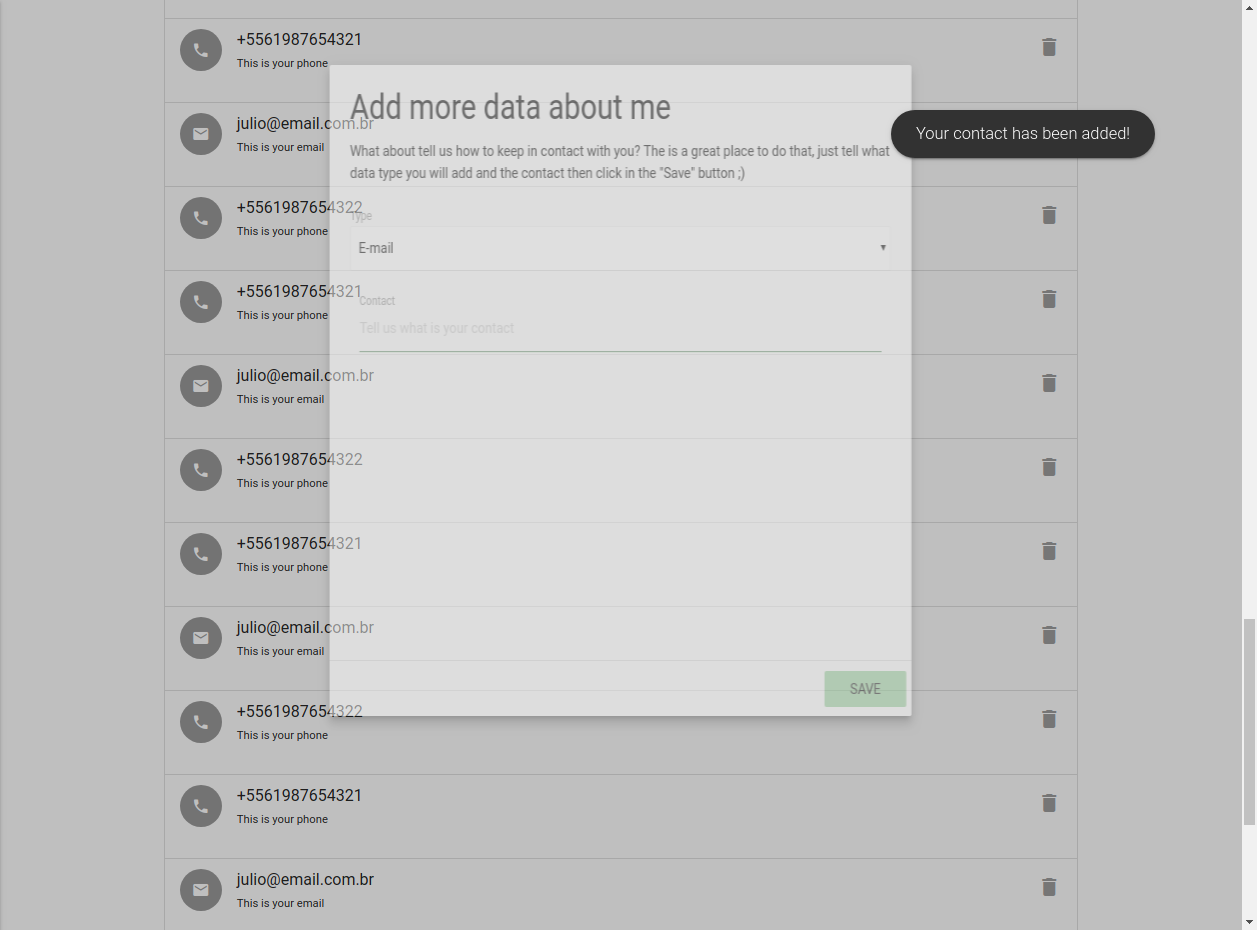 +5561987654321
This is your phone
julio@email.com.br
This is your email
+5561987654322
This is your phone
+5561987654321
This is your phone
julio@email.com.br
This is your email
+5561987654322
This is your phone
+5561987654321
This is your phone
julio@email.com.br
This is your email
+5561987654322
This is your phone
+5561987654321
This is your phone
julio@email.com.br
This is your email
Add more data about me
What about tell us how to keep in contact with you? The is a great place to do that, just tell what
data type you will add and the contact then click in the "Save" button ;)
Type
E-mail
Contact
Tell us what is your contact
SAVE
Your contact has been added!